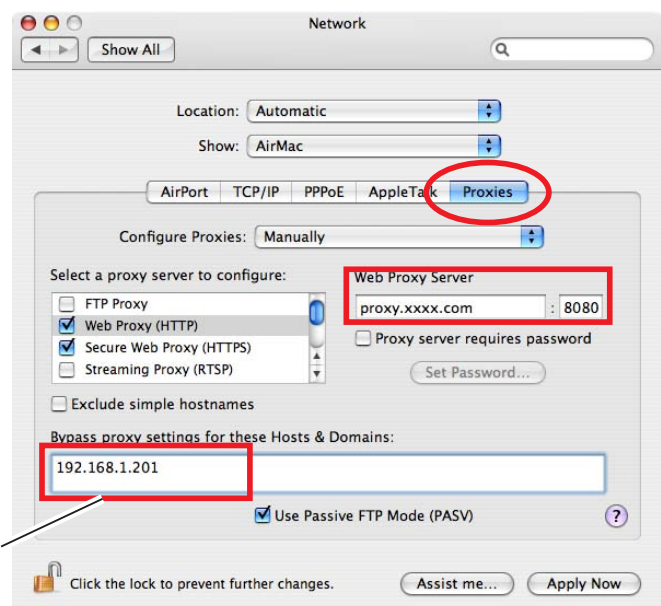 Network
Show All
Location: Automatic
Show: AirMac
AirPort TCP/IP PPPoE AppleTalk Proxies
Configure Proxies: Manually
Select a proxy server to configure:
FTP Proxy
Web Proxy (HTTP)
Secure Web Proxy (HTTPS)
Streaming Proxy (RTSP)
Web Proxy Server
proxy.xxxx.com : 8080
Proxy server requires password
Set Password...
Exclude simple hostnames
Bypass proxy settings for these Hosts & Domains:
192.168.1.201
Use Passive FTP Mode (PASV)
?
Click the lock to prevent further changes.
Assist me...
Apply Now